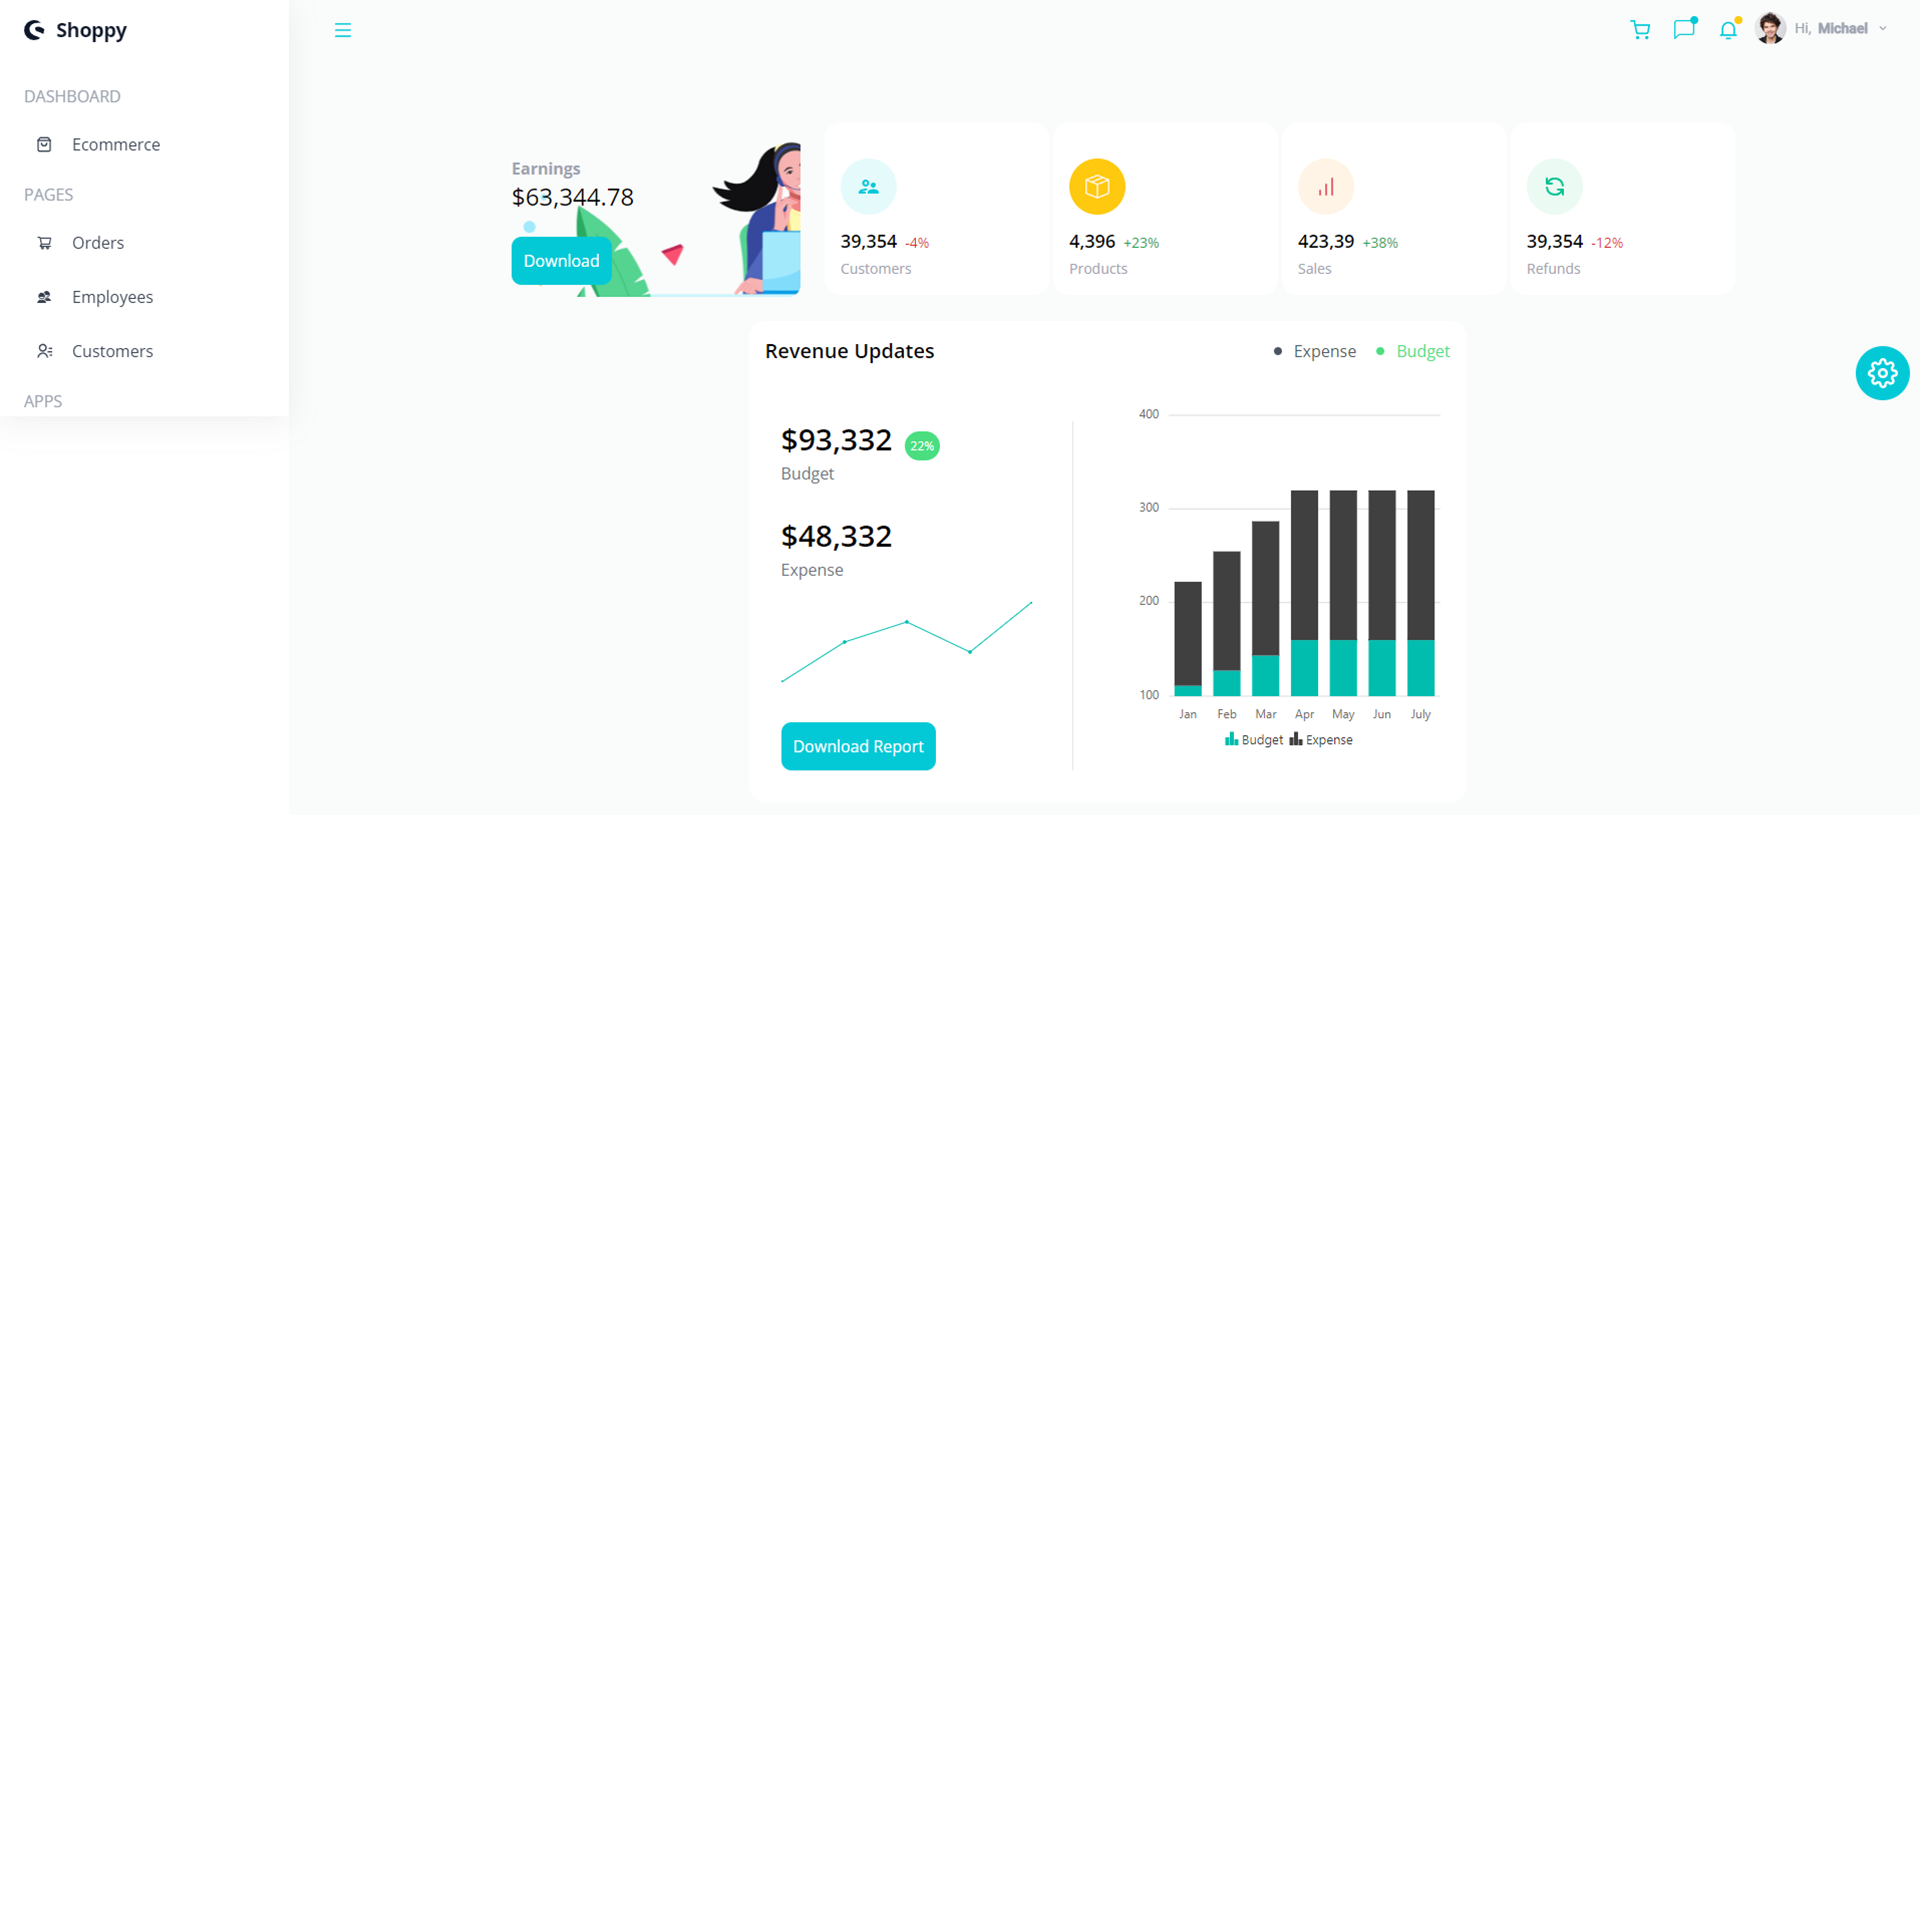 Shoppy
Hi, Michael
DASHBOARD
Ecommerce
PAGES
Orders
Employees
Customers
APPS
Earnings
$63,344.78
Download
39,354 -4%
Customers
4,396 +23%
Products
423,39 +38%
Sales
39,354 -12%
Refunds
Revenue Updates
Expense
Budget
$93,332 22%
Budget
$48,332
Expense
Download Report
400
300
200
100
Jan Feb Mar Apr May Jun July
Budget Expense